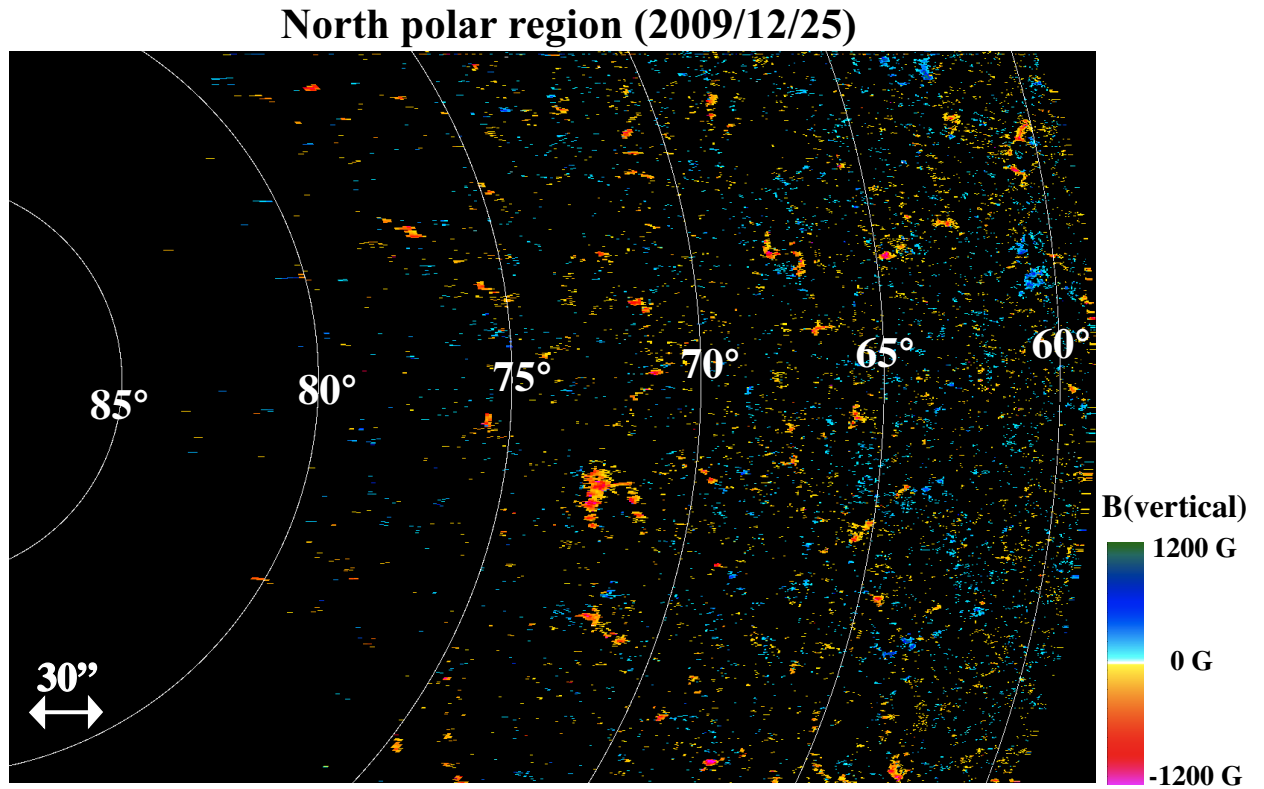 North polar region (2009/12/25)
85°
80°
75°
70°
65°
60°
30”
B(vertical)
1200 G
0 G
-1200 G